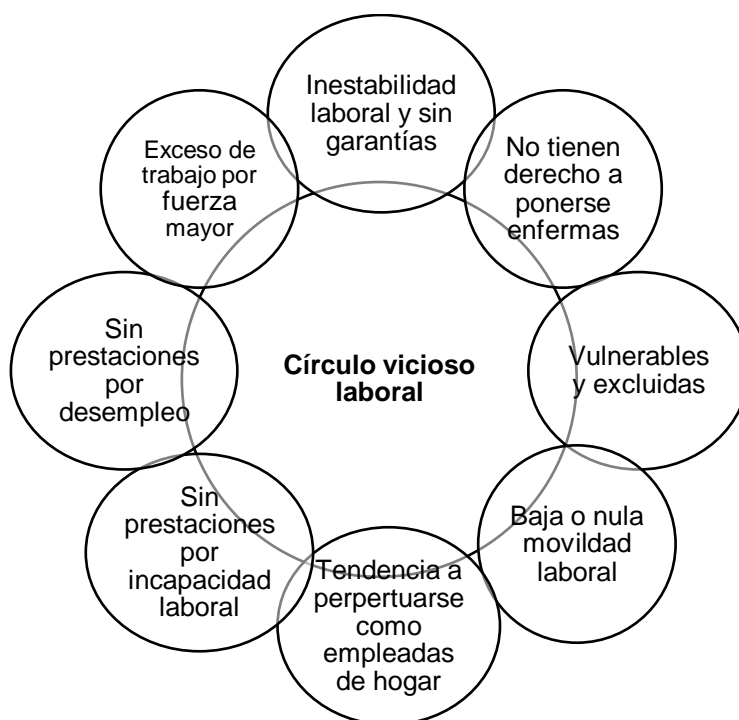 Inestabilidad
laboral y sin
garantías
No tienen
derecho a
ponerse
enfermas
Vulnerables
y excluidas
Baja o nula
movildad
laboral
Tendencia a
perpertuarse
como
empleadas
de hogar
Sin
prestaciones
por
incapacidad
laboral
Sin
prestaciones
por
desempleo
Exceso de
trabajo por
fuerza
mayor
Círculo vicioso
laboral